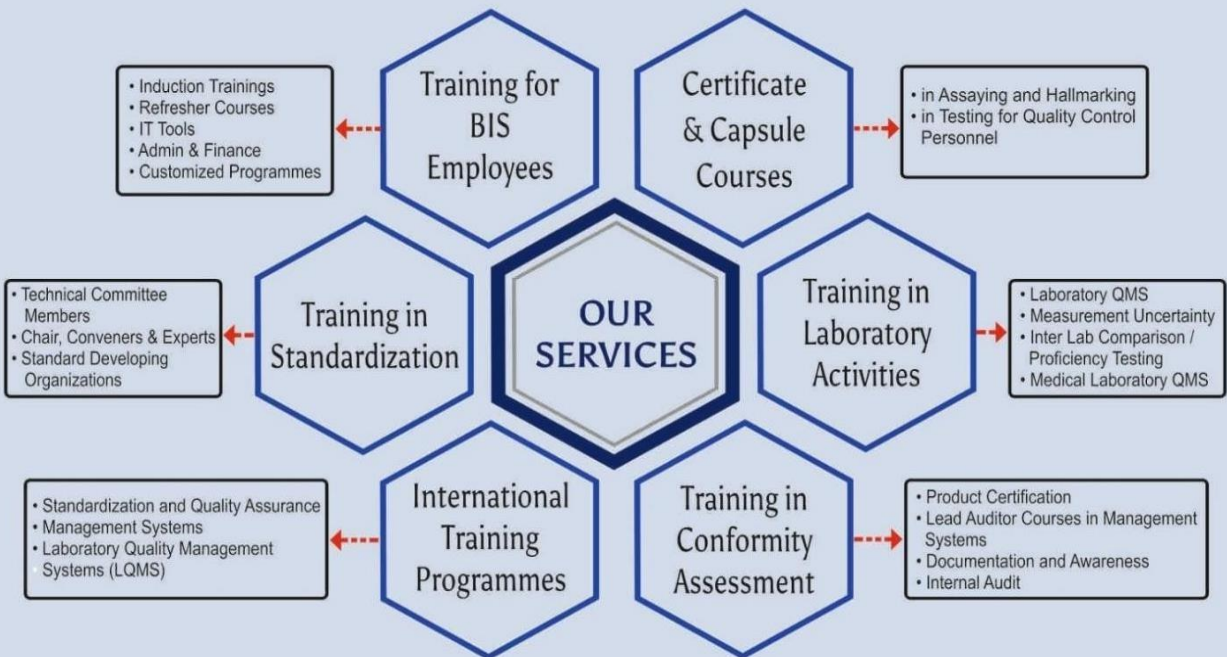 • Induction Trainings
• Refresher Courses
• IT Tools
• Admin & Finance
• Customized Programmes
Training for
BIS
Employees
Certificate
& Capsule
Courses
• in Assaying and Hallmarking
• in Testing for Quality Control
• Personnel
• Technical Committee
Members
• Chair, Conveners & Experts
• Standard Developing
Organizations
Training in
Standardization
OUR
SERVICES
Training in
Laboratory
Activities
• Laboratory QMS
• Measurement Uncertainty
• Inter Lab Comparison /
Proficiency Testing
• Medical Laboratory QMS
• Standardization and Quality Assurance
• Management Systems
• Laboratory Quality Management
• Systems (LQMS)
International
Training
Programmes
Training in
Conformity
Assessment
• Product Certification
• Lead Auditor Courses in Management
Systems
• Documentation and Awareness
• Internal Audit